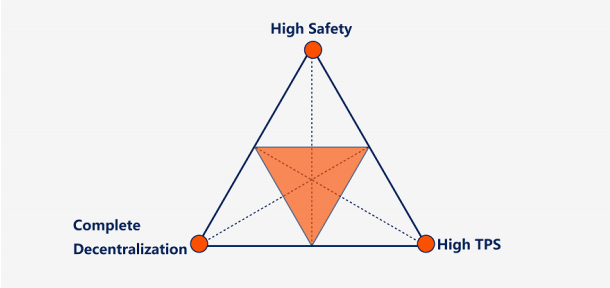 High Safety
Complete
Decentralization
High TPS